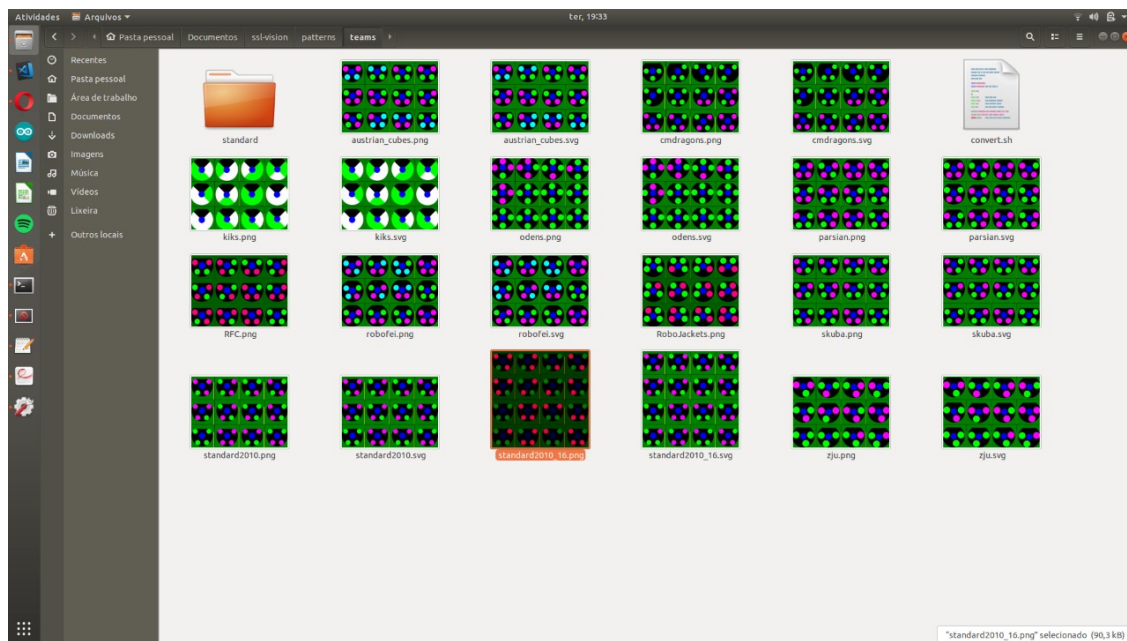 Atividades Arquivos ter, 19:33
Pasta pessoal Documentos ssl-vision patterns teams
Recentes
Pasta pessoal
Área de trabalho
Documentos
Downloads
Imagens
Música
Vídeos
Lixeira
Outros locais
standard austrian_cubes.png austrian_cubes.svg cmdragons.png cmdragons.svg convert.sh
kiks.png kiks.svg odens.png odens.svg parsian.png parsian.svg
RFC.png robofei.png robofei.svg RoboJackets.png skuba.png skuba.svg
standard2010.png standard2010.svg standard2010_16.png standard2010_16.svg zju.png zju.svg
"standard2010_16.png" selecionado (90,3 kB)